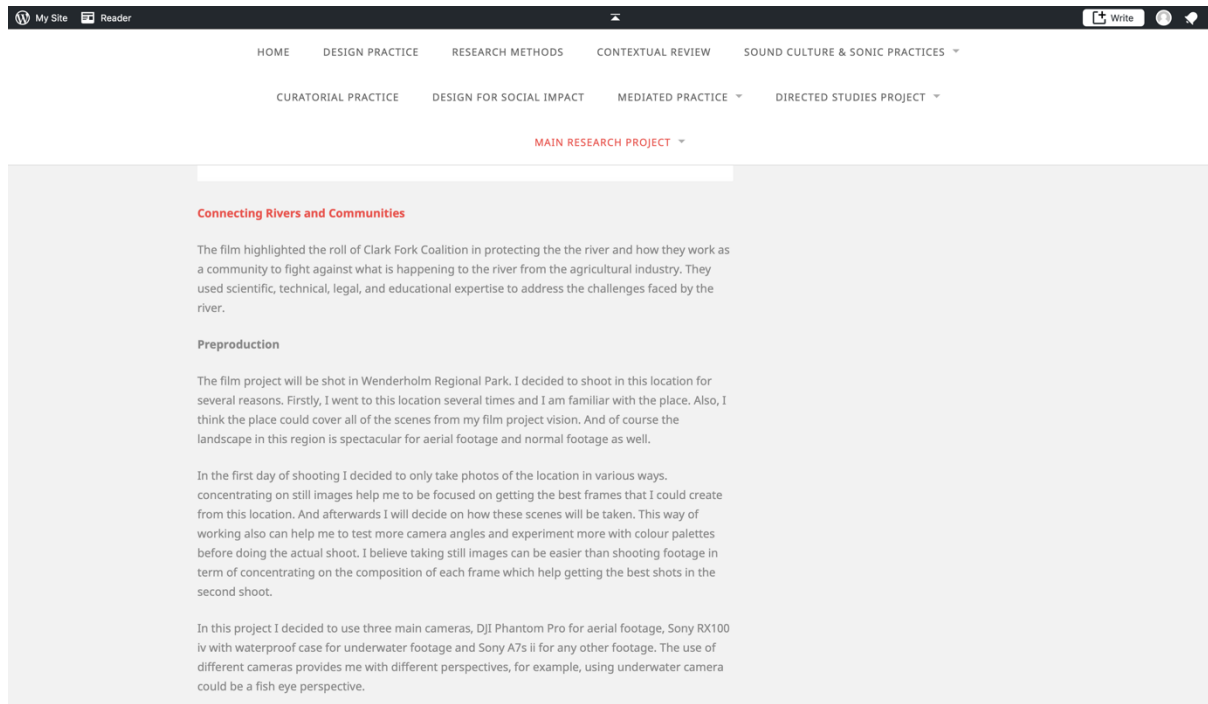 My Site Reader Write
HOME DESIGN PRACTICE RESEARCH METHODS CONTEXTUAL REVIEW SOUND CULTURE & SONIC PRACTICES
CURATORIAL PRACTICE DESIGN FOR SOCIAL IMPACT MEDIATED PRACTICE DIRECTED STUDIES PROJECT
MAIN RESEARCH PROJECT
Connecting Rivers and Communities
The film highlighted the roll of Clark Fork Coalition in protecting the the river and how they work as
a community to fight against what is happening to the river from the agricultural industry. They
used scientific, technical, legal, and educational expertise to address the challenges faced by the
river.
Preproduction
The film project will be shot in Wenderholm Regional Park. I decided to shoot in this location for
several reasons. Firstly, I went to this location several times and I am familiar with the place. Also, I
think the place could cover all of the scenes from my film project vision. And of course the
landscape in this region is spectacular for aerial footage and normal footage as well.
In the first day of shooting I decided to only take photos of the location in various ways.
concentrating on still images help me to be focused on getting the best frames that I could create
from this location. And afterwards I will decide on how these scenes will be taken. This way of
working also can help me to test more camera angles and experiment more with colour palettes
before doing the actual shoot. I believe taking still images can be easier than shooting footage in
term of concentrating on the composition of each frame which help getting the best shots in the
second shoot.
In this project I decided to use three main cameras, DJI Phantom Pro for aerial footage, Sony RX100
iv with waterproof case for underwater footage and Sony A7s ii for any other footage. The use of
different cameras provides me with different perspectives, for example, using underwater camera
could be a fish eye perspective.